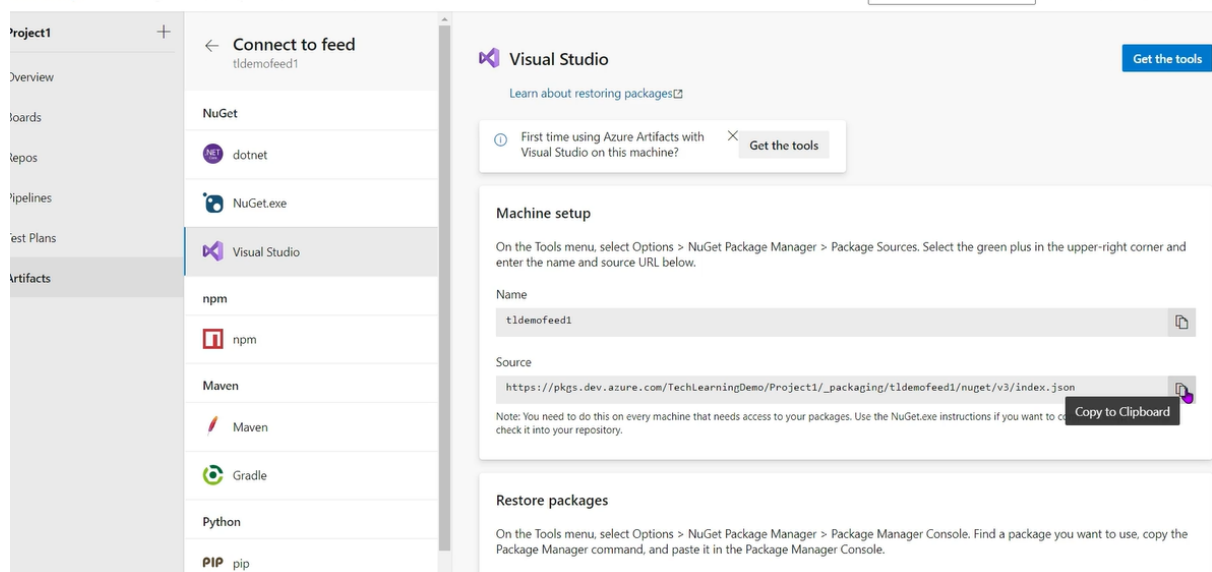 Project1
Overview
Boards
Repos
Pipelines
Test Plans
Artifacts
Connect to feed
tldemofeed1
NuGet
dotnet
NuGet.exe
Visual Studio
npm
npm
Maven
Maven
Gradle
Python
PIP pip
Visual Studio
Get the tools
Learn about restoring packages
First time using Azure Artifacts with
Visual Studio on this machine?
Get the tools
Machine setup
On the Tools menu, select Options > NuGet Package Manager > Package Sources. Select the green plus in the upper-right corner and
enter the name and source URL below.
Name
tldemofeed1
Source
https://pkgs.dev.azure.com/TechLearningDemo/Project1/_packaging/tldemofeed1/nuget/v3/index.json
Copy to Clipboard
Note: You need to do this on every machine that needs access to your packages. Use the NuGet.exe instructions if you want to
check it into your repository.
Restore packages
On the Tools menu, select Options > NuGet Package Manager > Package Manager Console. Find a package you want to use, copy the
Package Manager command, and paste it in the Package Manager Console.